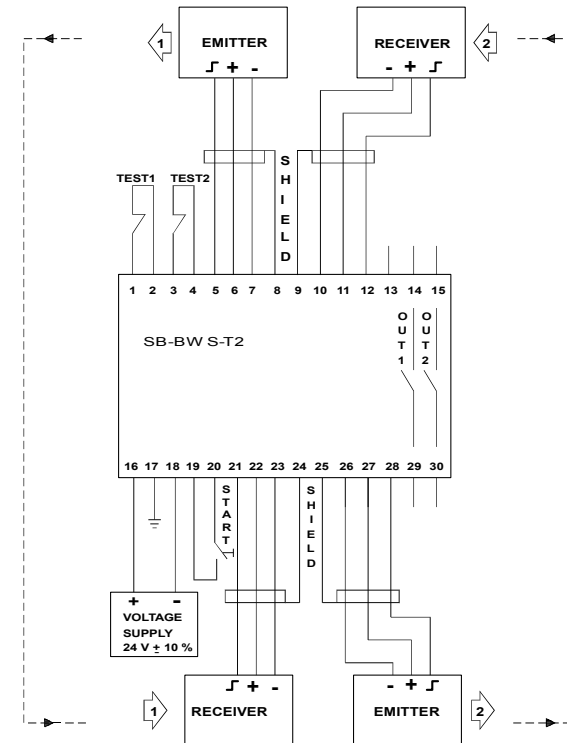 1 EMITTER RECEIVER 2
+ - - +
TEST1 TEST2
SHIELD
1 2 3 4 5 6 7 8 9 10 11 12 13 14 15
SB-BW S-T2
OUT1
OUT2
16 17 18 19 20 21 22 23 24 25 26 27 28 29 30
START
SHIELD
+ -
VOLTAGE
SUPPLY
24 V ± 10 %
+ - - +
1 RECEIVER EMITTER 2